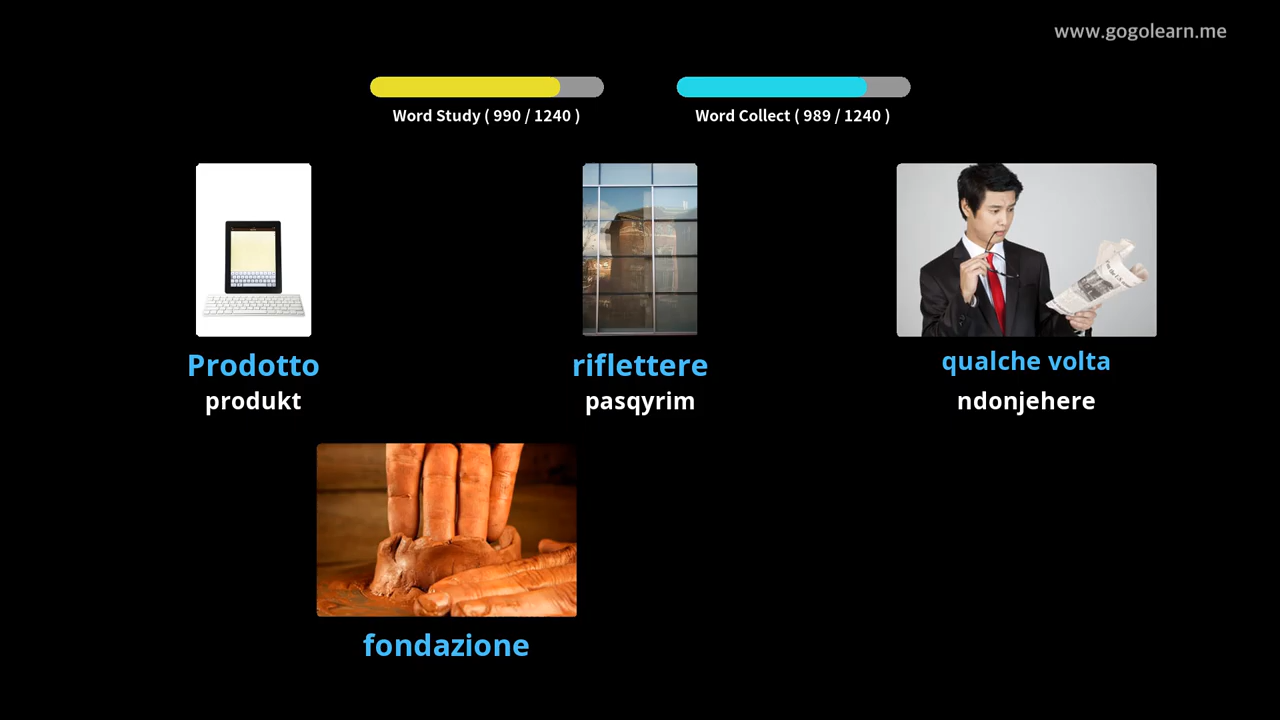 www.gogolearn.me
Word Study ( 990 / 1240 )
Word Collect ( 989 / 1240 )
Prodotto
produkt
riflettere
pasqyrim
qualche volta
ndonjehere
fondazione